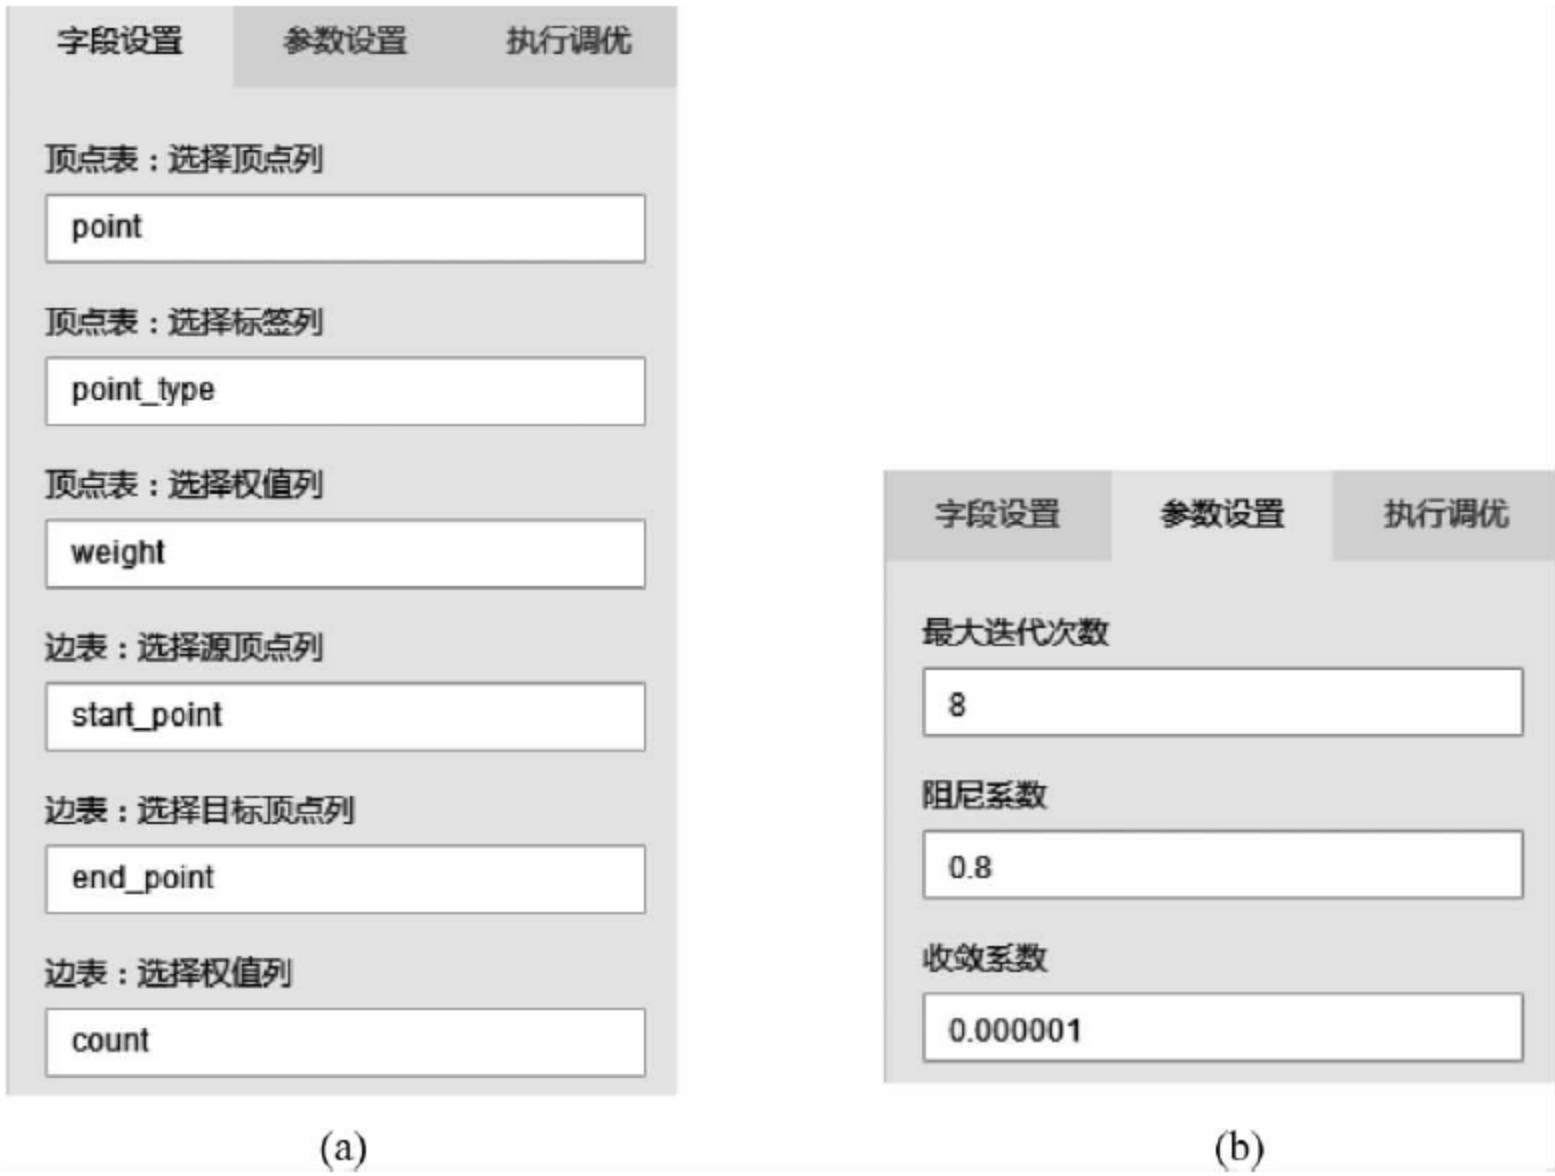 字段设置 参数设置 执行调优
顶点表：选择顶点列
point
顶点表：选择标签列
point_type
顶点表：选择权值列
weight
边表：选择源顶点列
start_point
边表：选择目标顶点列
end_point
边表：选择权值列
count
(a)
字段设置 参数设置 执行调优
最大迭代次数
8
阻尼系数
0.8
收敛系数
0.000001
(b)